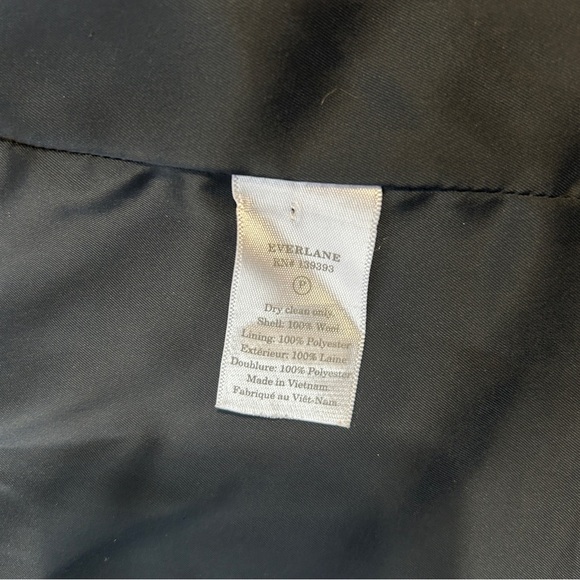 EVERLANE
RN# 139393
P
Dry clean only.
Shell: 100% Wool
Lining: 100% Polyester
Extérieur: 100% Laine
Doublure: 100% Polyester
Made in Vietnam
Fabriqué au Viêt-Nam